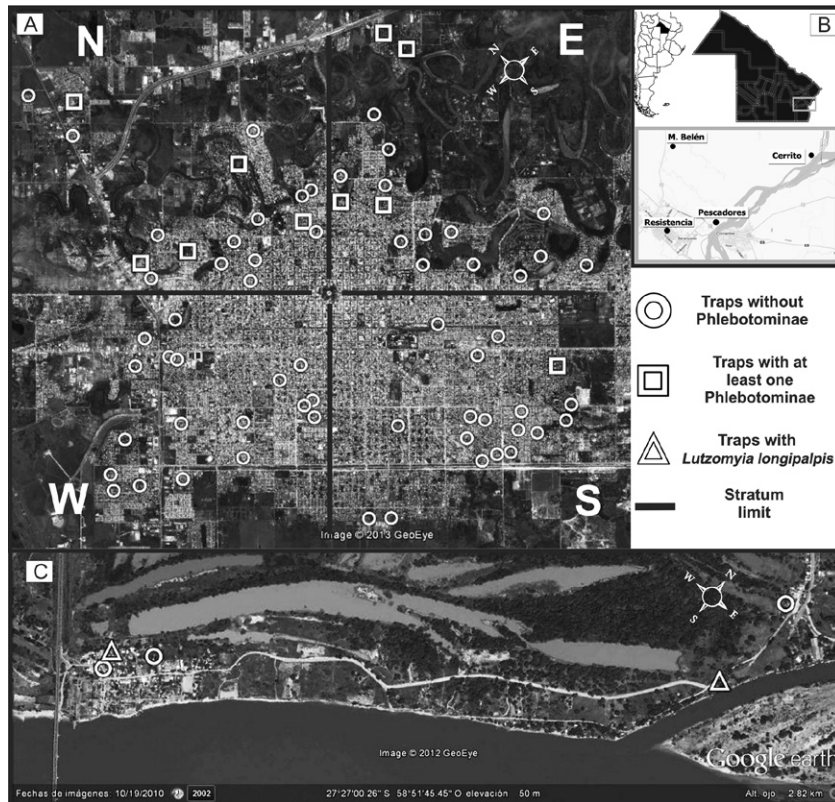 A
N
E
N
E
W
S
W
S
Image © 2013 GeoEye
B
M. Belén
Cerrito
Pescadores
Resistencia
Traps without
Phlebotominae
Traps with at
least one
Phlebotominae
Traps with
Lutzomyia longipalpis
Stratum
limit
C
W
N
S
E
Image © 2012 GeoEye
Google earth
Fechas de imágenes: 10/19/2010
2002
27°27'00.26" S 58°51'45.45" O elevación 50 m
Alt. ojo 2.82 km